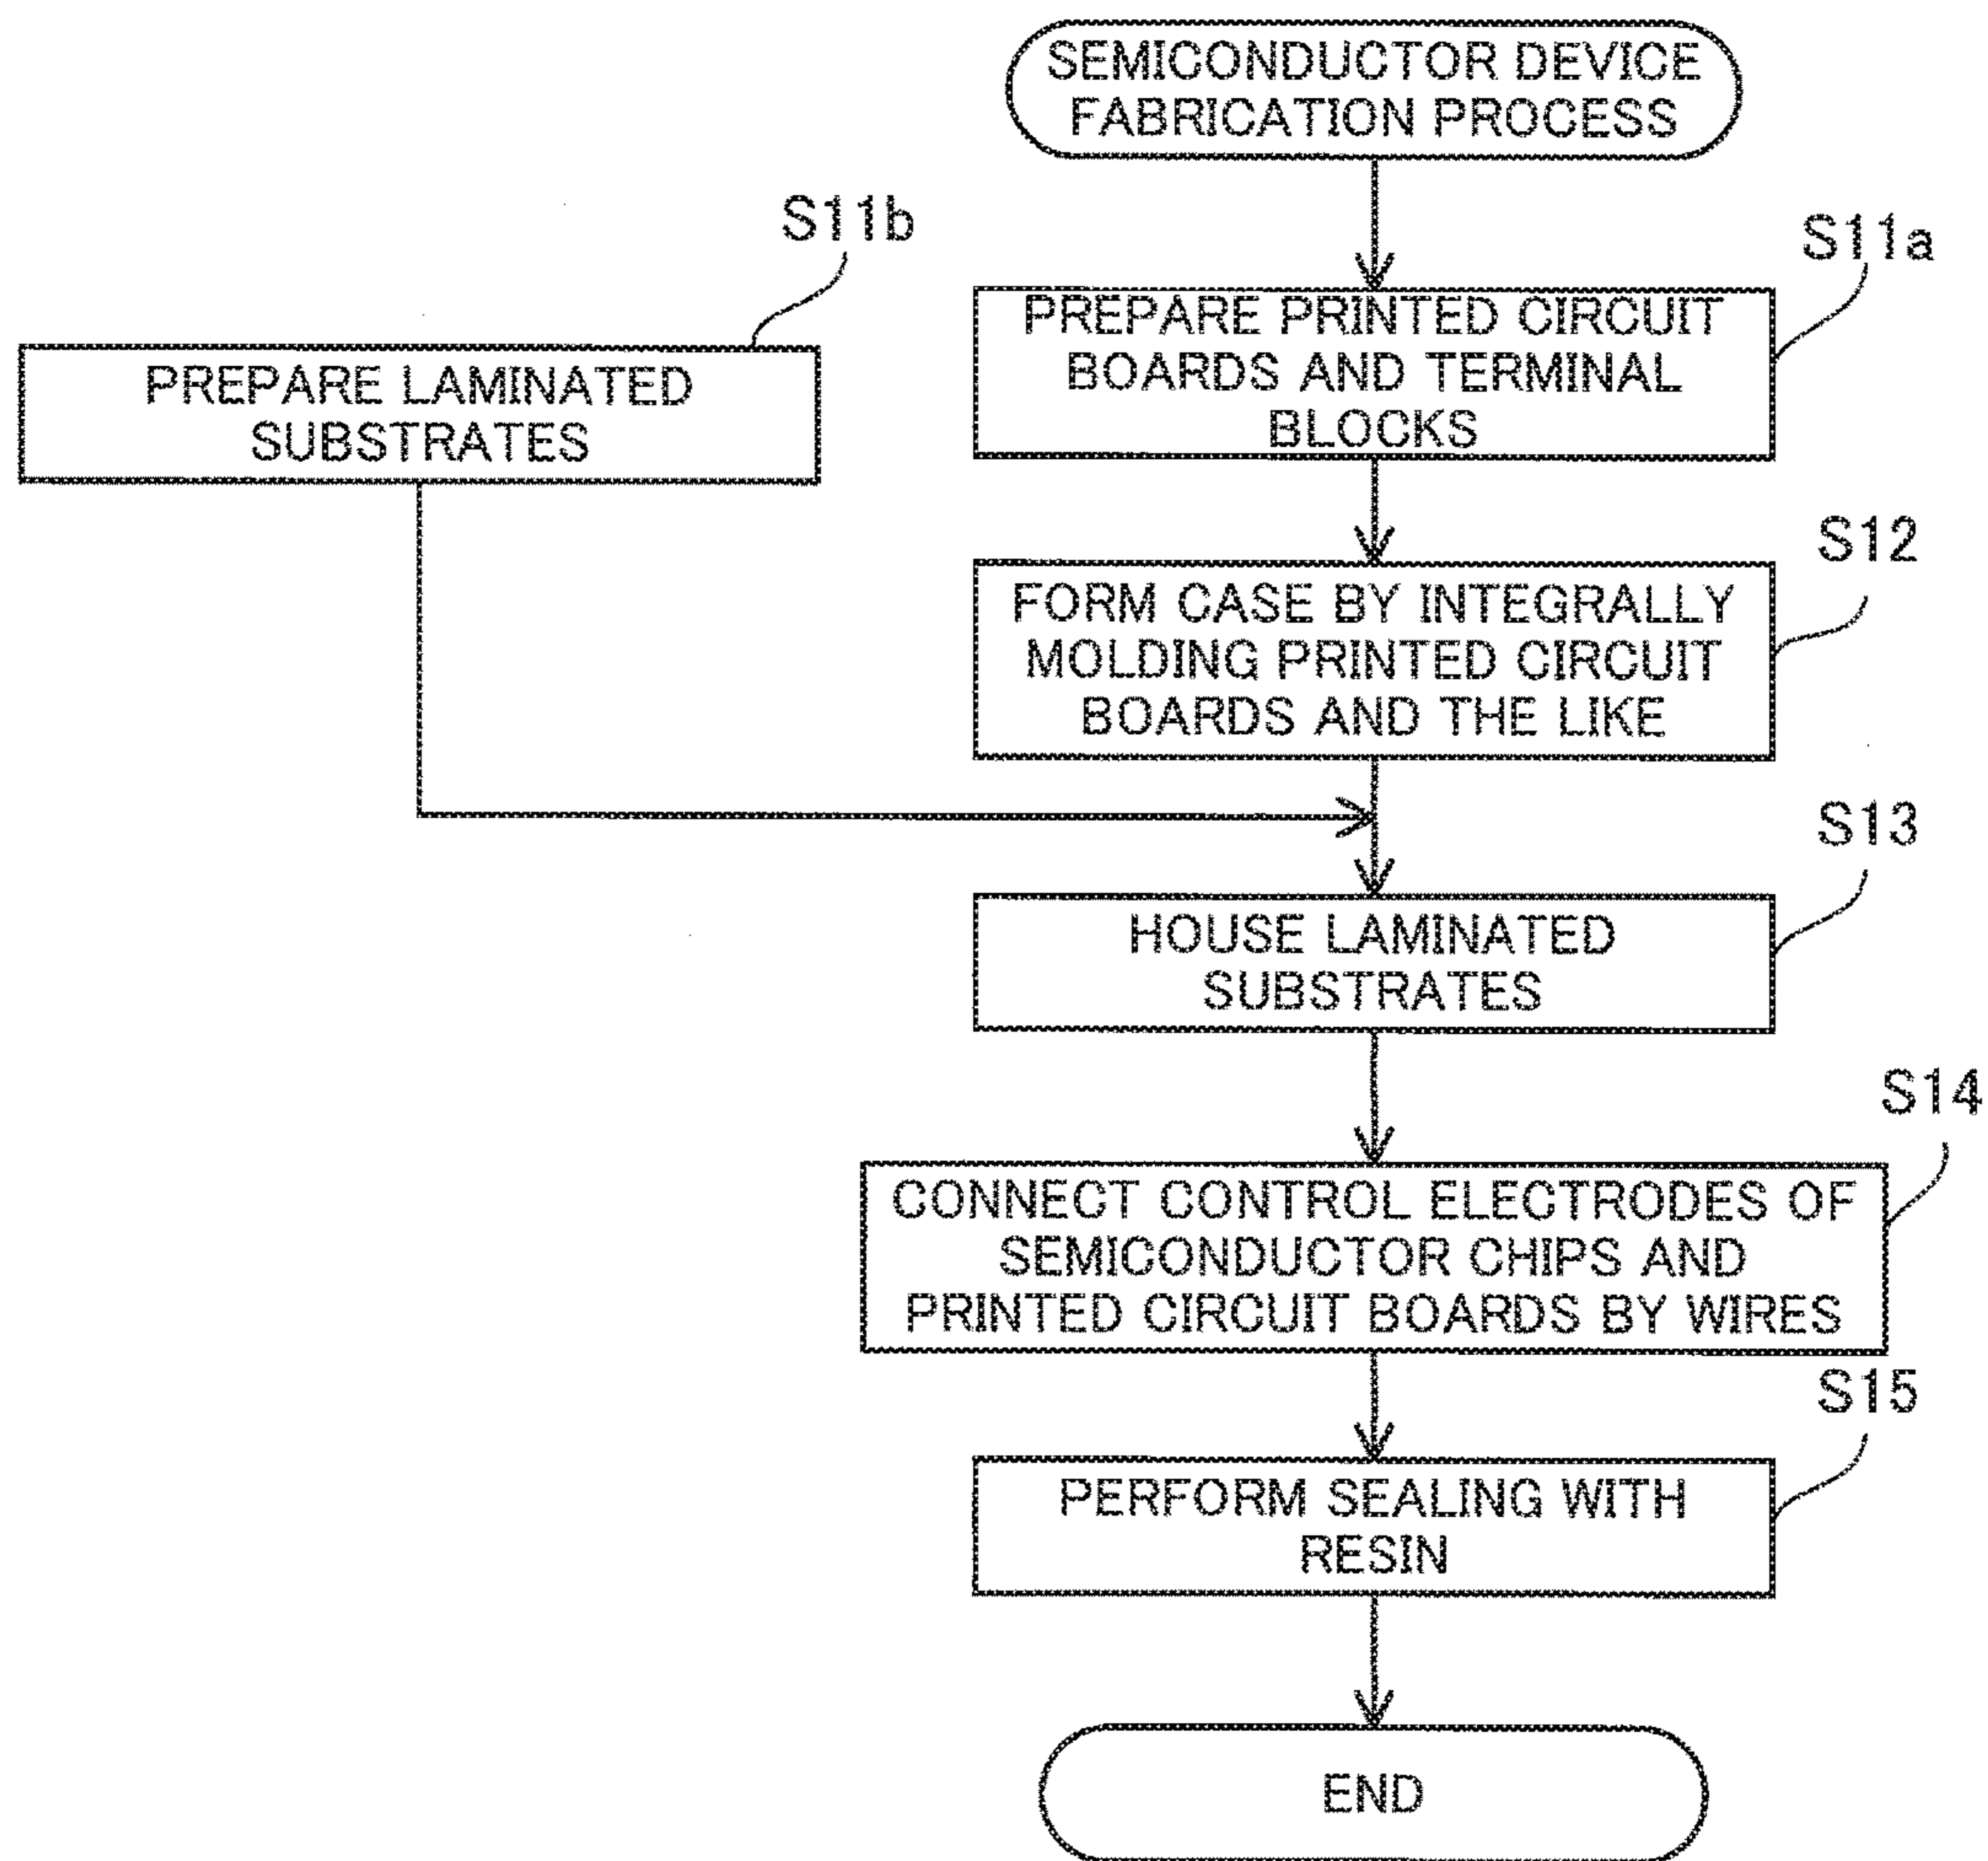 SEMICONDUCTOR DEVICE
FABRICATION PROCESS
S11b
S11a
PREPARE PRINTED CIRCUIT
BOARDS AND TERMINAL
BLOCKS
PREPARE LAMINATED
SUBSTRATES
S12
FORM CASE BY INTEGRALLY
MOLDING PRINTED CIRCUIT
BOARDS AND THE LIKE
S13
HOUSE LAMINATED
SUBSTRATES
S14
CONNECT CONTROL ELECTRODES OF
SEMICONDUCTOR CHIPS AND
PRINTED CIRCUIT BOARDS BY WIRES
S15
PERFORM SEALING WITH
RESIN
END